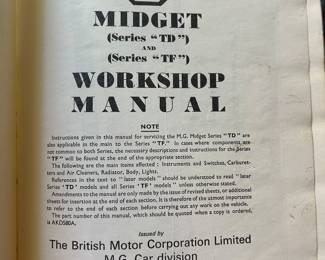 MIDGET
(Series "TD")
AND
(Series "TF")
WORKSHOP
MANUAL
NOTE
Instructions given in this manual for servicing the M.G. Midget Series "TD" are
also applicable in the main to the Series "TF." In cases where components are
not common to both Series, the necessary descriptions and instructions for the Series
"TF" will be found at the end of the appropriate section.
The following are the main items affected : Instruments and Switches, Carburet-
ters and Air Cleaners, Radiator, Body, Lights.
References in the text to "later models" should be understood to read "later
Series 'TD' models and all Series 'TF' models" unless otherwise stated.
Amendments to the manual may be made by the issue of revised sheets, or additional
sheets for insertion at the end of each section. It is therefore of the utmost importance
to refer to the end of each section before carrying out any work on the vehicle.
The part number of this manual, which should be quoted when a copy is ordered,
is AKD580A.
Issued by
The British Motor Corporation Limited
M.G. Car division